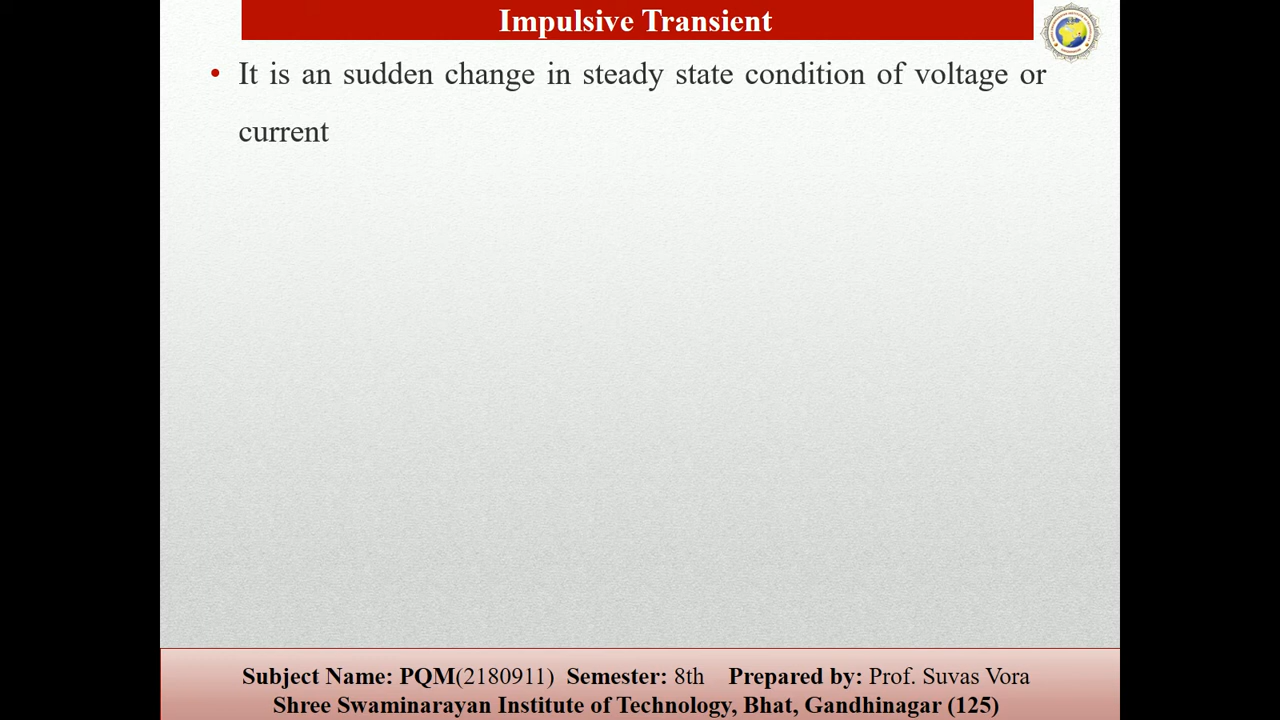 Impulsive Transient
• It is an sudden change in steady state condition of voltage or
current
Subject Name: PQM(2180911) Semester: 8th Prepared by: Prof. Suvas Vora
Shree Swaminarayan Institute of Technology, Bhat, Gandhinagar (125)